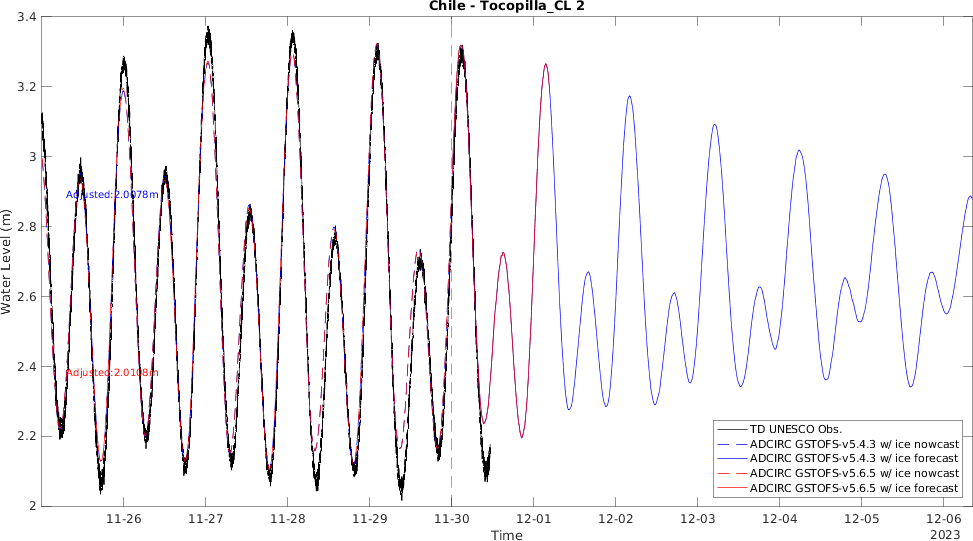 Chile - Tocopilla_CL 2
3.4
3.2
3
2.8
2.6
2.4
2.2
2
Water Level (m)
Adjusted:2.0078m
Adjusted:2.0108m
TD UNESCO Obs.
ADCIRC GSTOFS-v5.4.3 w/ ice nowcast
ADCIRC GSTOFS-v5.4.3 w/ ice forecast
ADCIRC GSTOFS-v5.6.5 w/ ice nowcast
ADCIRC GSTOFS-v5.6.5 w/ ice forecast
11-26 11-27 11-28 11-29 11-30 12-01 12-02 12-03 12-04 12-05 12-06
Time
2023